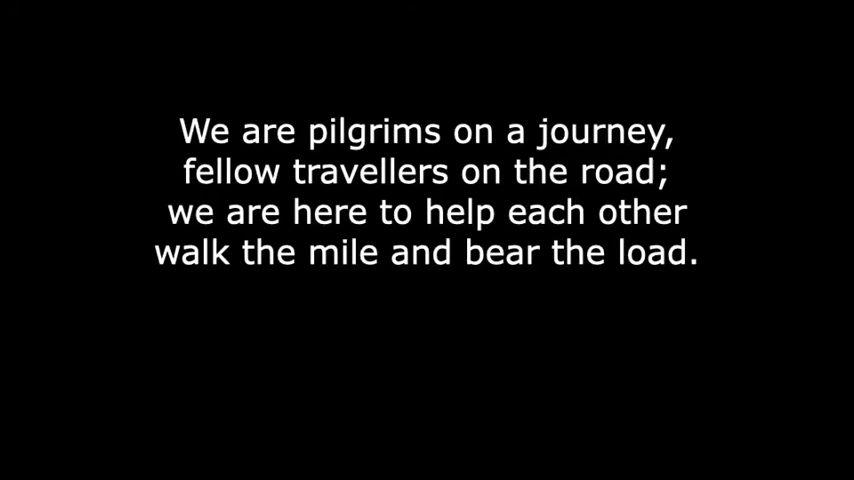 We are pilgrims on a journey,
fellow travellers on the road;
we are here to help each other
walk the mile and bear the load.